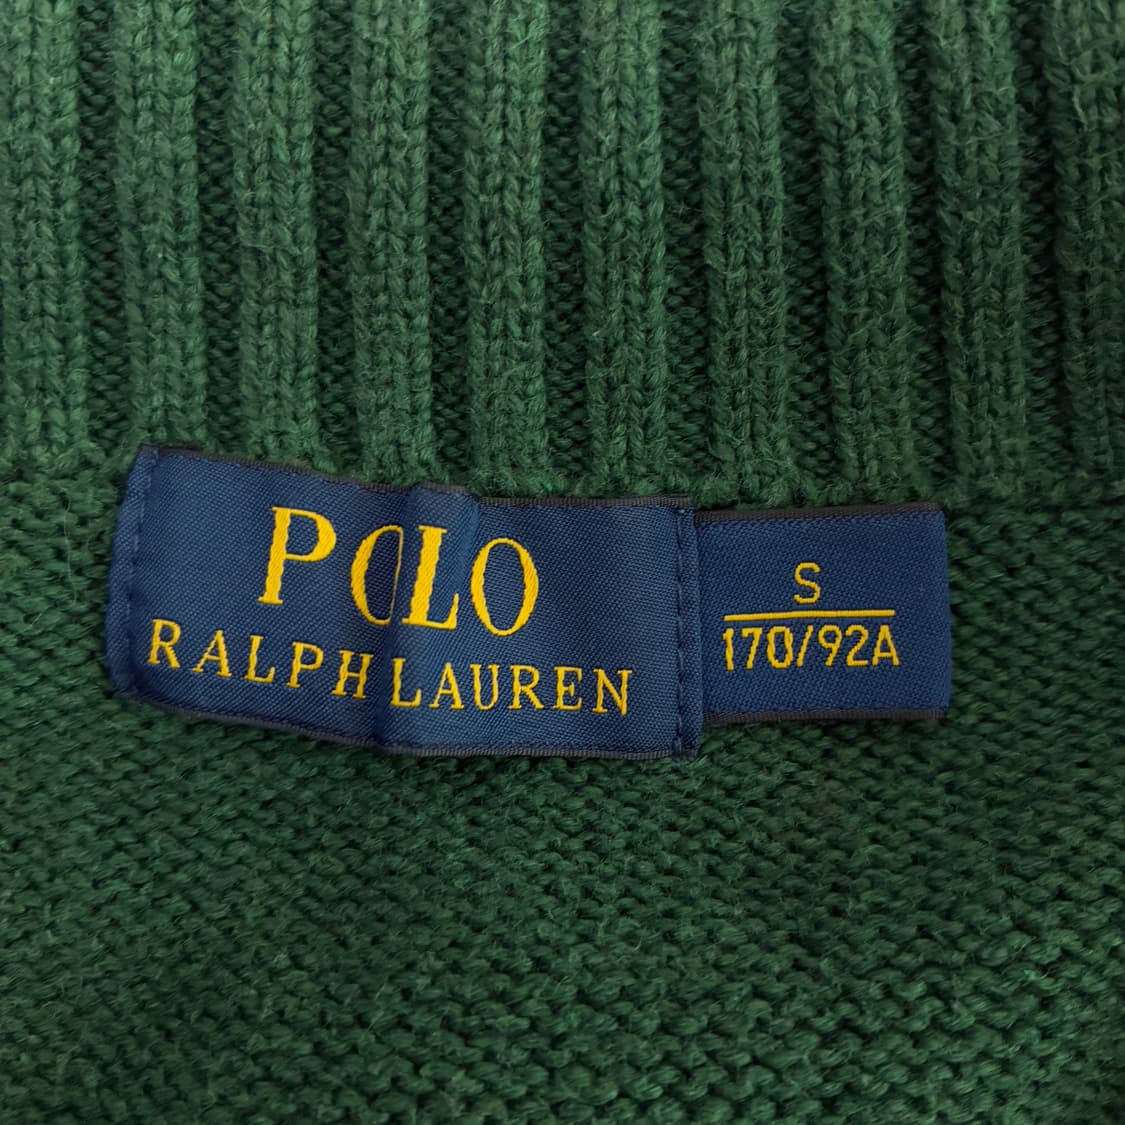 POLO
RALPH LAUREN
S
170/92A